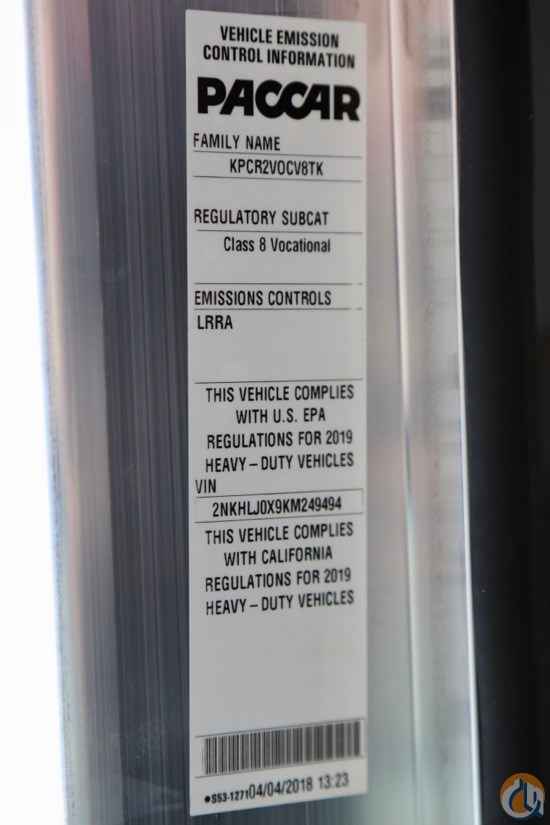 VEHICLE EMISSION
CONTROL INFORMATION
PACCAR
FAMILY NAME
KPCR2VOCV8TK
REGULATORY SUBCAT
Class 8 Vocational
EMISSIONS CONTROLS
LRRA
THIS VEHICLE COMPLIES
WITH U.S. EPA
REGULATIONS FOR 2019
HEAVY-DUTY VEHICLES
VIN
2NKHLJ0X9KM249494
THIS VEHICLE COMPLIES
WITH CALIFORNIA
REGULATIONS FOR 2019
HEAVY-DUTY VEHICLES
•S53-1271 04/04/2018 13:23